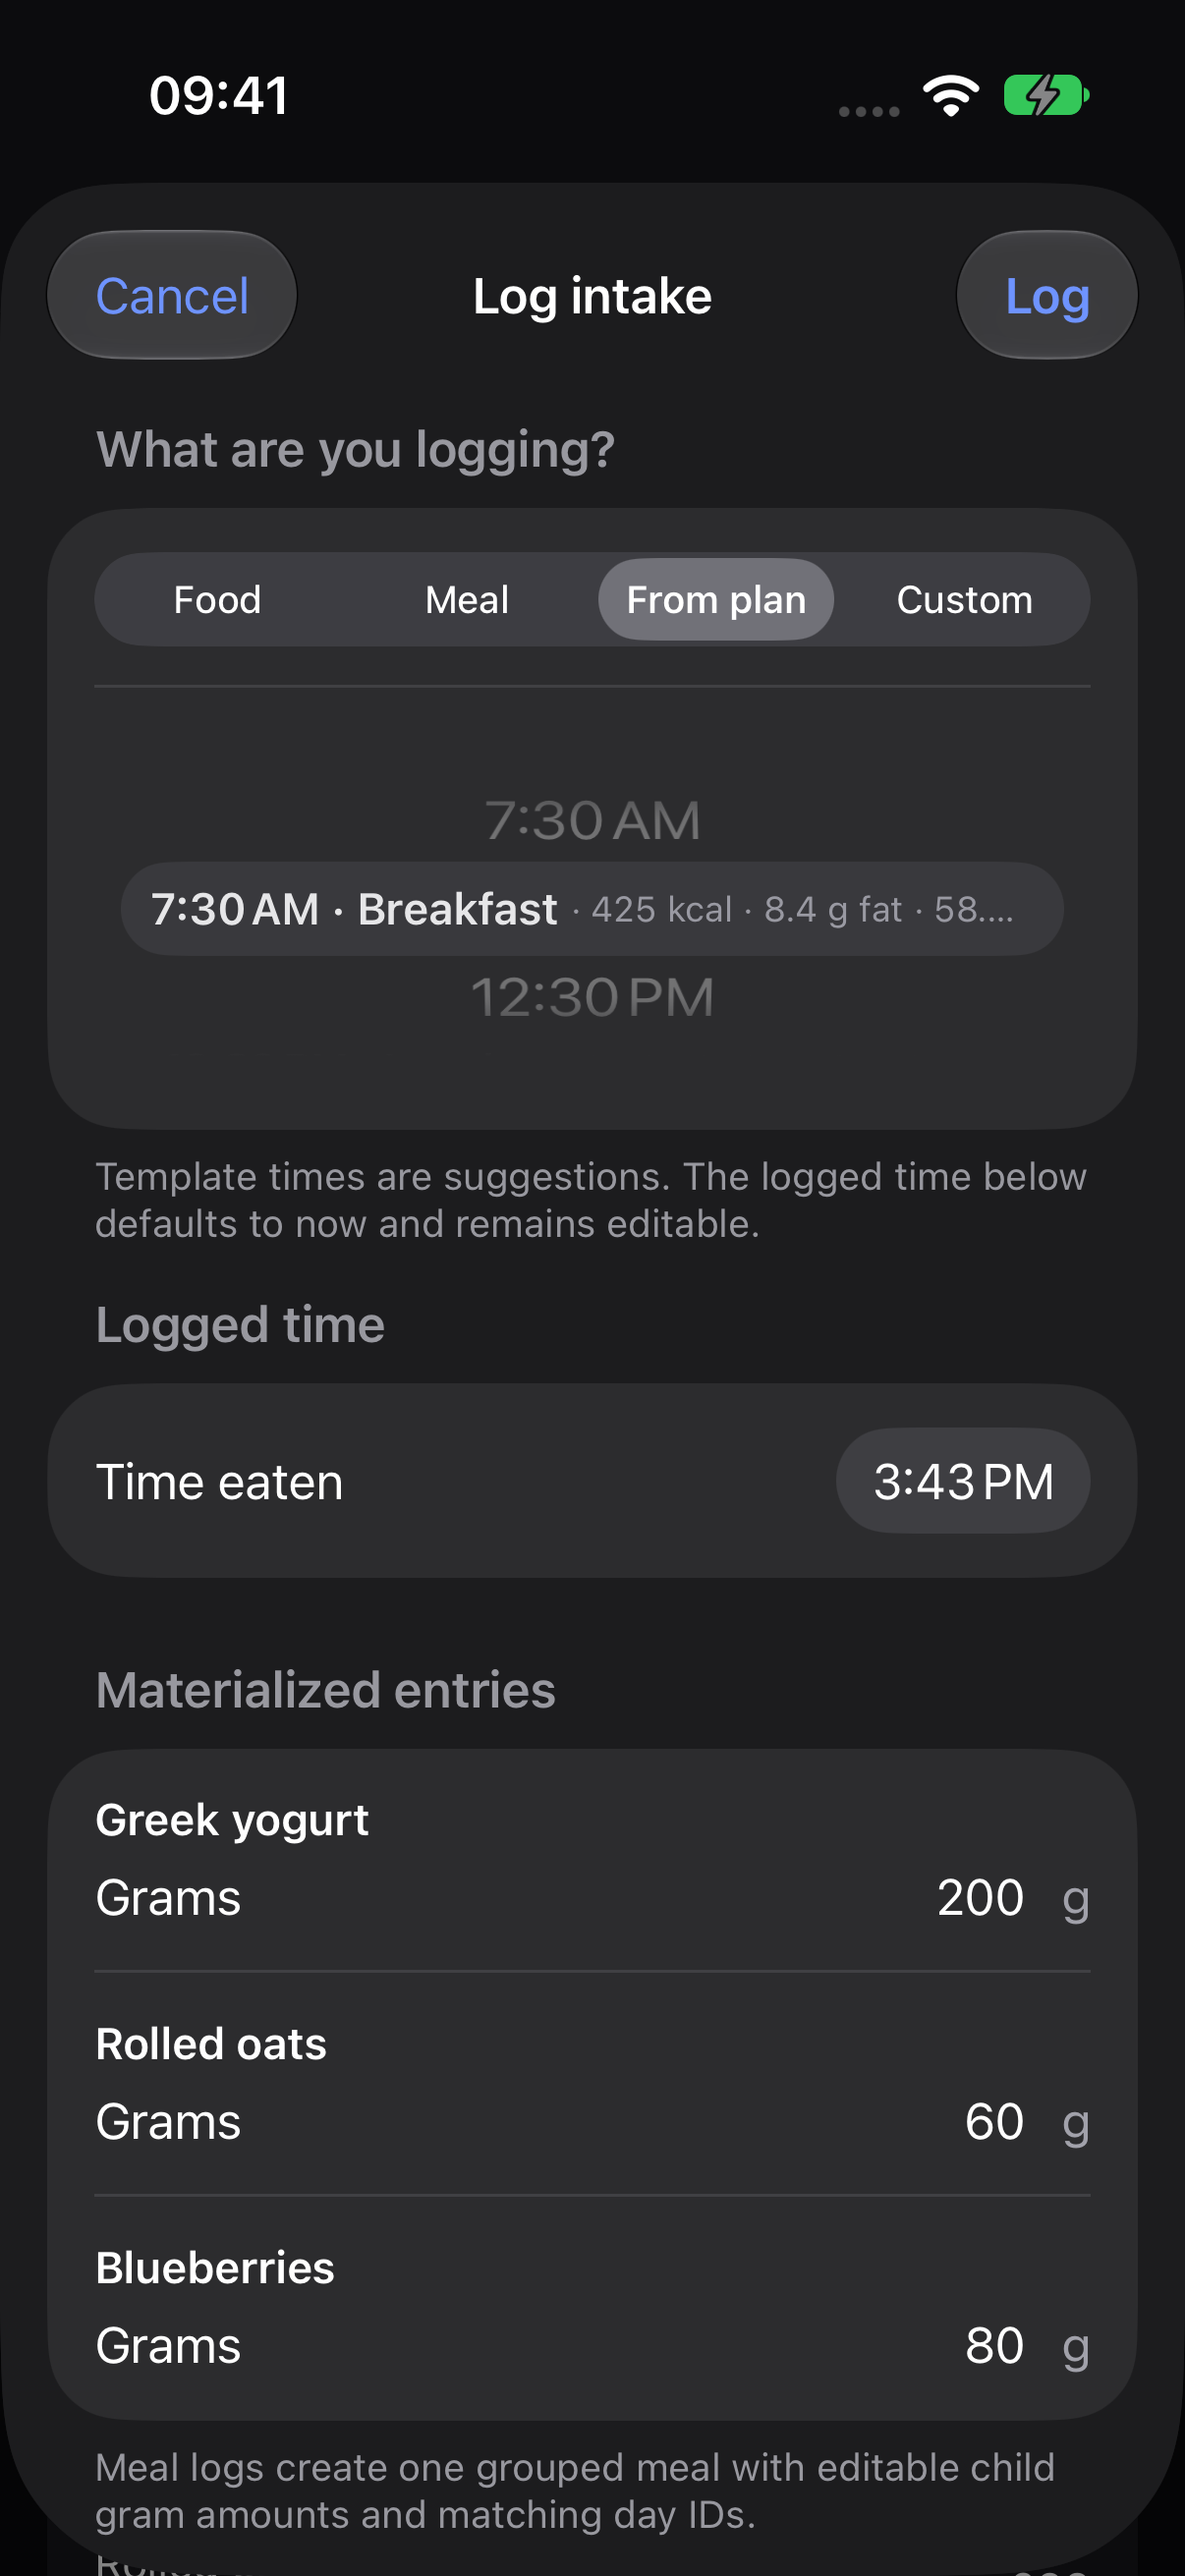 09:41
Cancel
Log intake
Log
What are you logging?
Food
Meal
From plan
Custom
7:30 AM
7:30 AM · Breakfast · 425 kcal · 8.4 g fat · 58....
12:30 PM
Template times are suggestions. The logged time below
defaults to now and remains editable.
Logged time
Time eaten
3:43 PM
Materialized entries
Greek yogurt
Grams 200 g
Rolled oats
Grams 60 g
Blueberries
Grams 80 g
Meal logs create one grouped meal with editable child
gram amounts and matching day IDs.